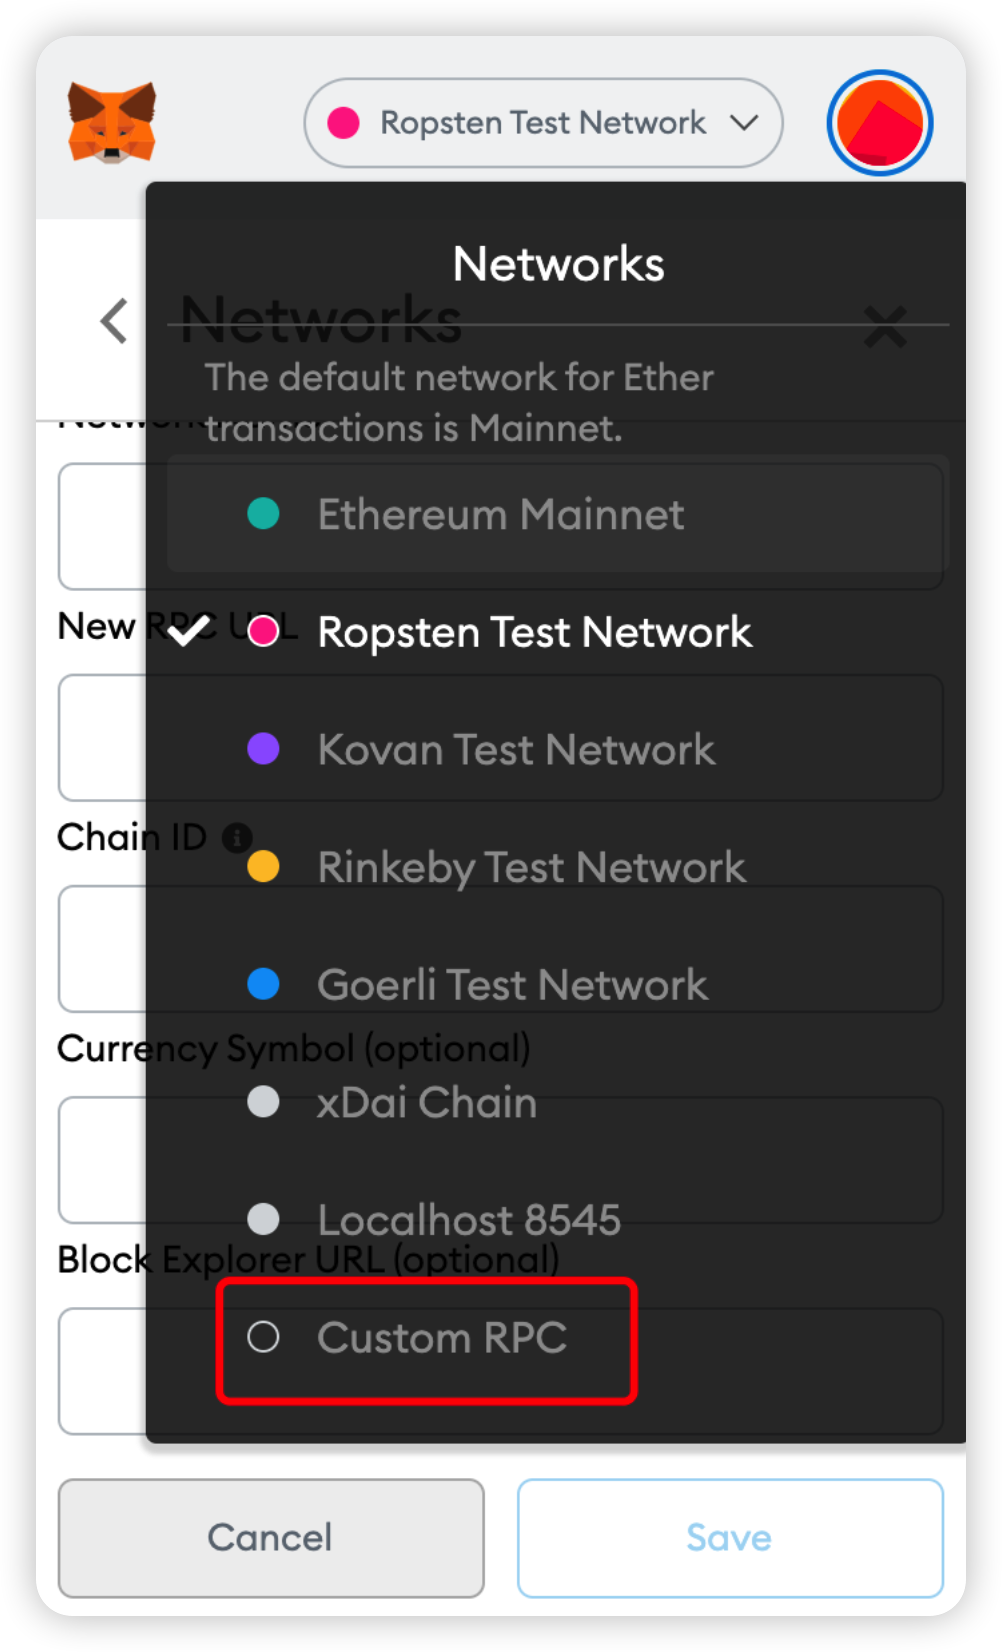 Ropsten Test Network
Networks
Networks
The default network for Ether
transactions is Mainnet.
Ethereum Mainnet
New RPC URL
Ropsten Test Network
Kovan Test Network
Chain ID
Rinkeby Test Network
Goerli Test Network
Currency Symbol (optional)
xDai Chain
Localhost 8545
Block Explorer URL (optional)
Custom RPC
Cancel
Save